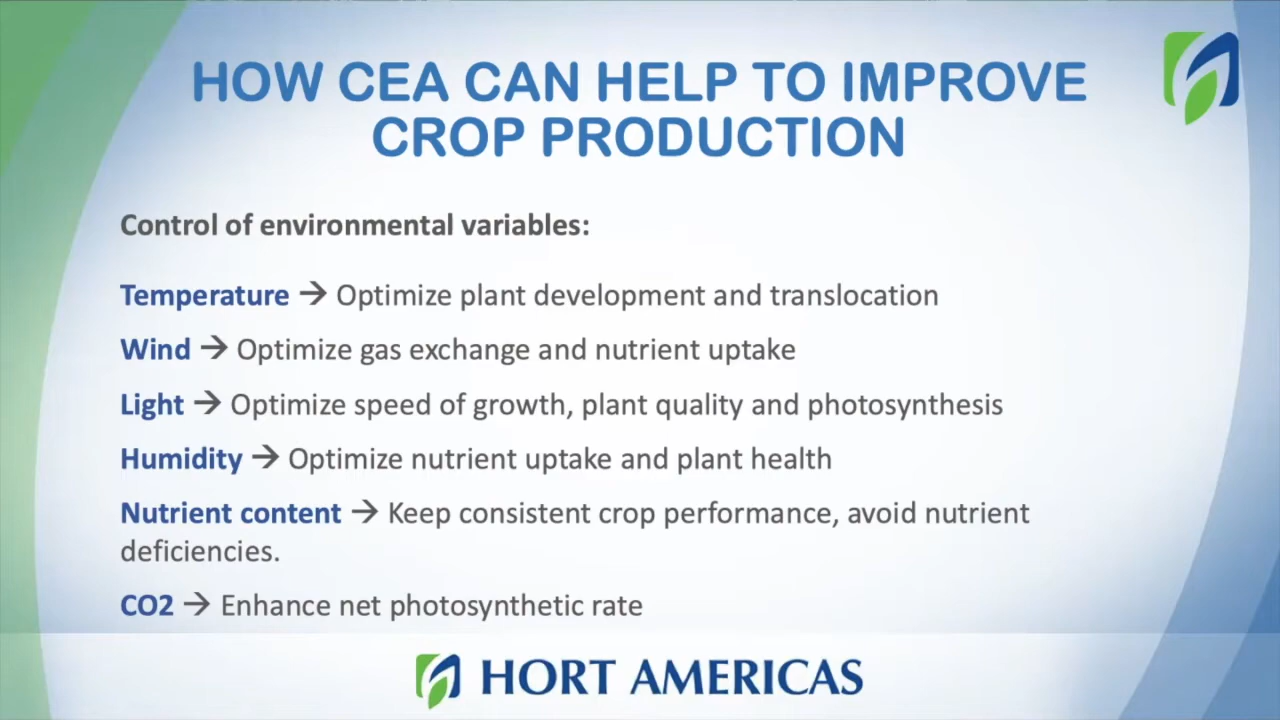 HOW CEA CAN HELP TO IMPROVE
CROP PRODUCTION
Control of environmental variables:
Temperature → Optimize plant development and translocation
Wind → Optimize gas exchange and nutrient uptake
Light → Optimize speed of growth, plant quality and photosynthesis
Humidity → Optimize nutrient uptake and plant health
Nutrient content → Keep consistent crop performance, avoid nutrient
deficiencies.
CO2 → Enhance net photosynthetic rate
HORT AMERICAS